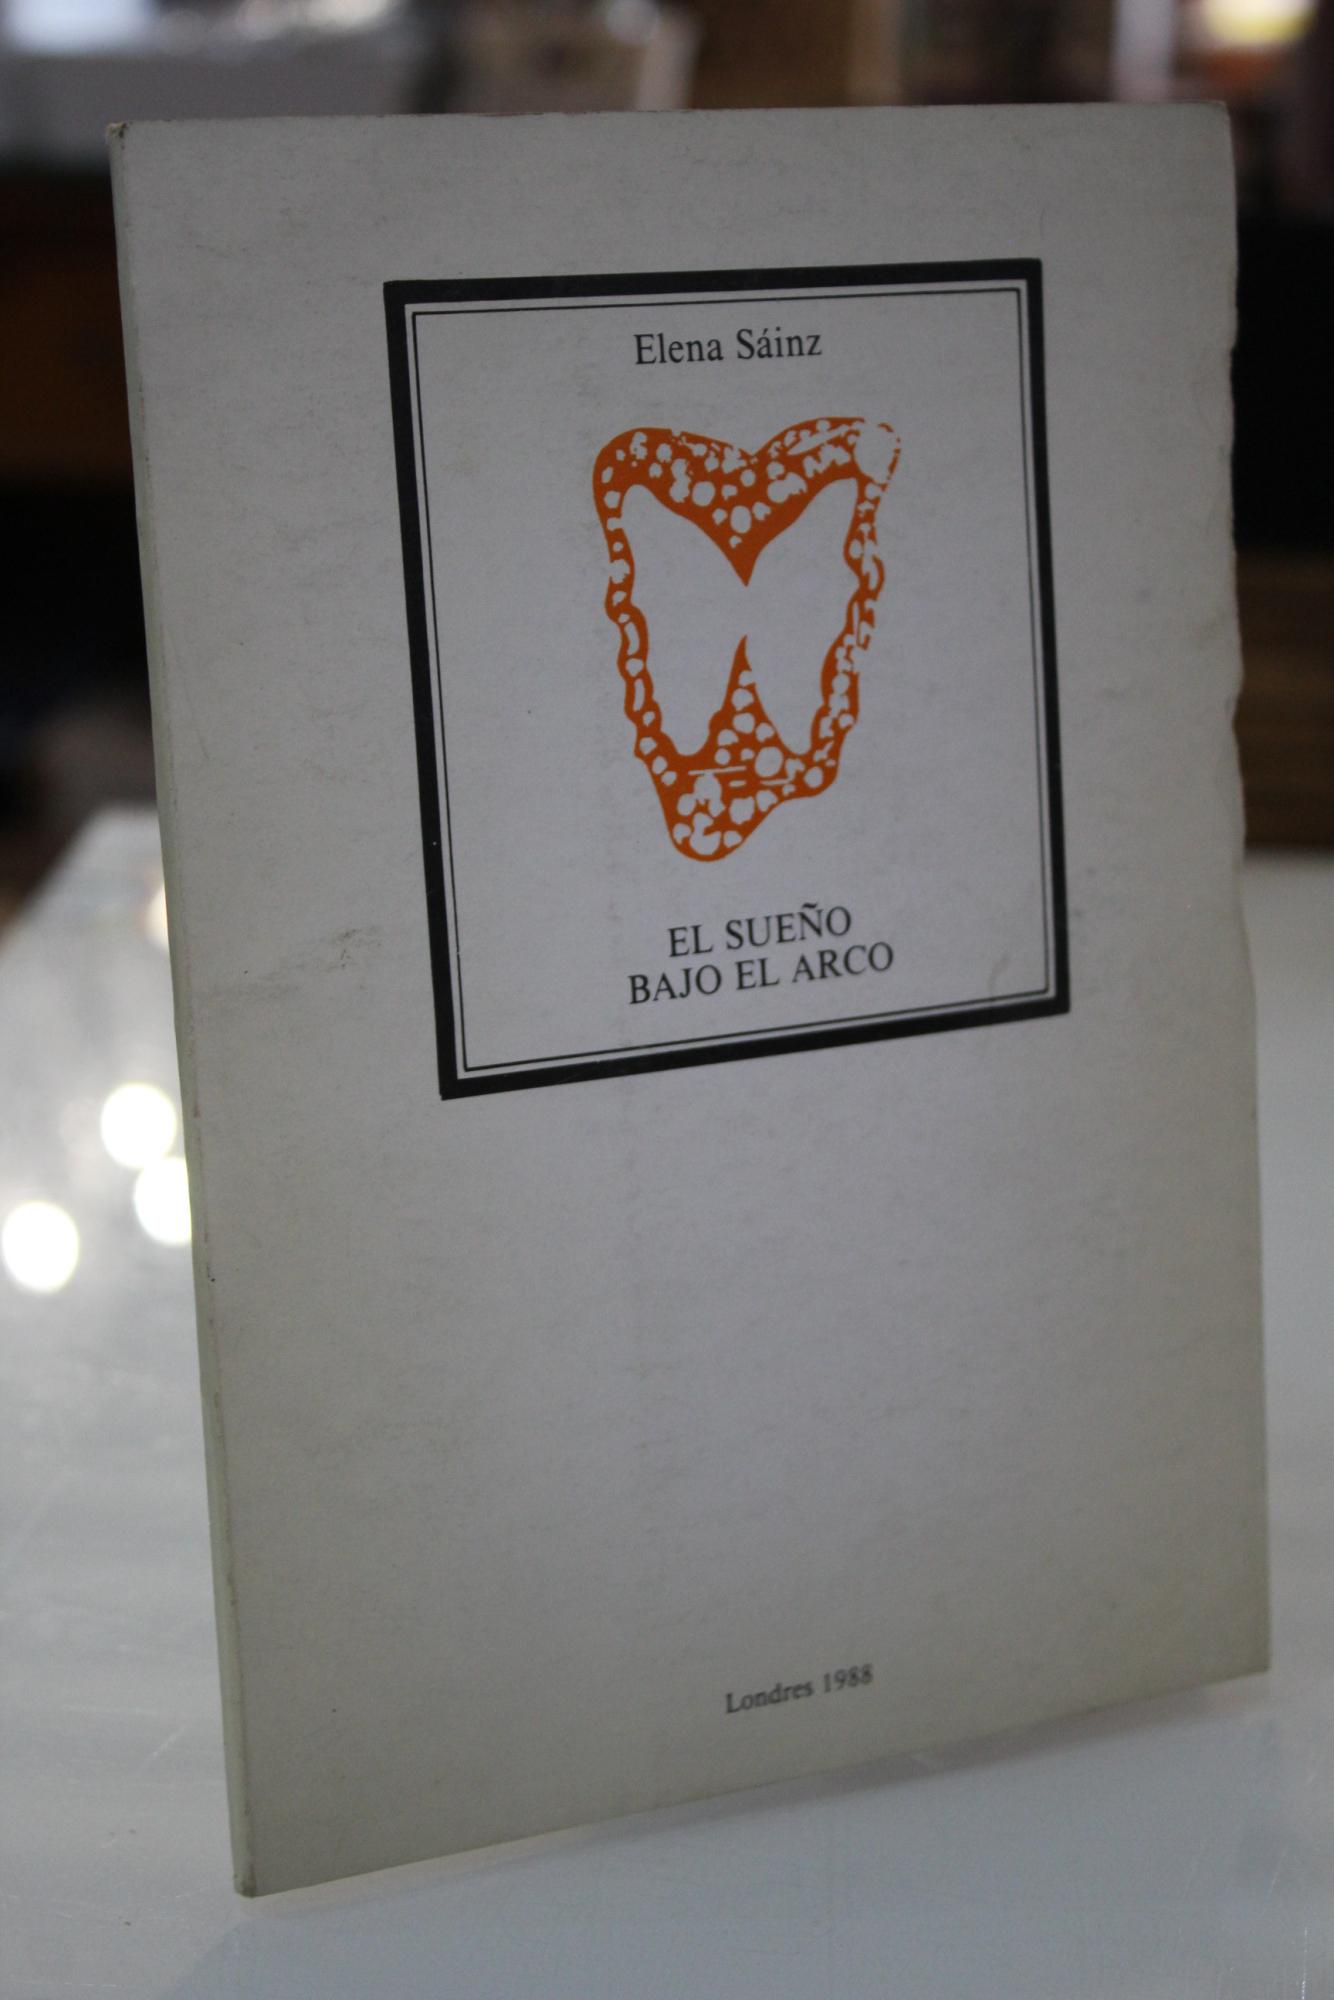 Elena Sáinz
EL SUEÑO
BAJO EL ARCO
Londres 1988